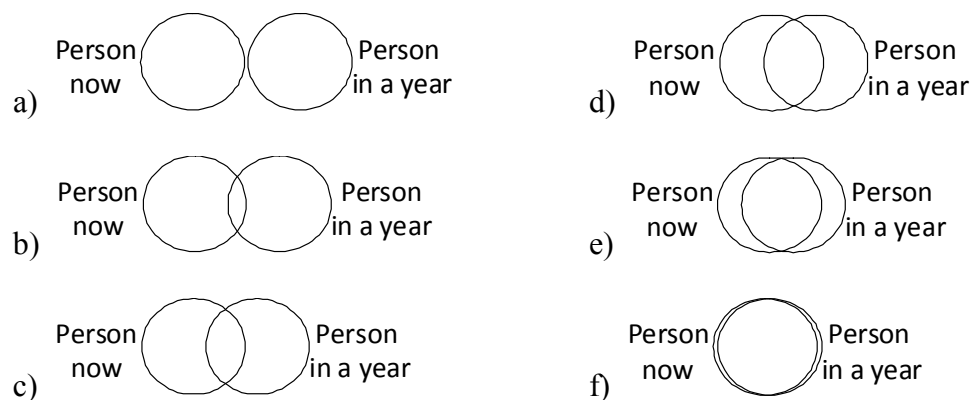 Person
now
Person
in a year
a)
Person
now
Person
in a year
b)
Person
now
Person
in a year
c)
Person
now
Person
in a year
d)
Person
now
Person
in a year
e)
Person
now
Person
in a year
f)